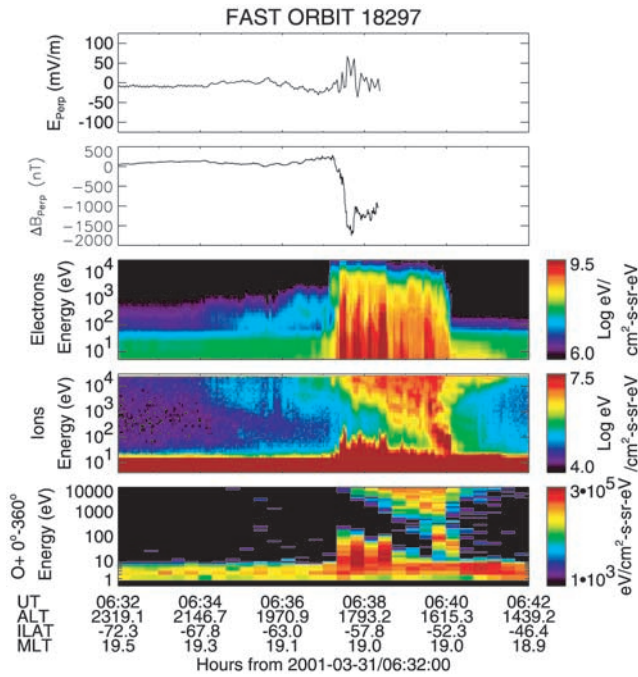 FAST ORBIT 18297
E_Perp (mV/m)
100
50
0
-50
-100
ΔB_Perp (nT)
500
0
-500
-1000
-1500
-2000
Electrons
Energy (eV)
10^4
10^3
10^2
10^1
9.5
6.0
Log eV/
cm²-s-sr-eV
Ions
Energy (eV)
10^4
10^3
10^2
10^1
7.5
4.0
Log eV
/cm²-s-sr-eV
O+ 0°-360°
Energy (eV)
10000
1000
100
10
1
3•10^5
1•10^3
eV/cm²-s-sr-eV
UT 06:32 06:34 06:36 06:38 06:40 06:42
ALT 2319.1 2146.7 1970.9 1793.2 1615.3 1439.2
ILAT -72.3 -67.8 -63.0 -57.8 -52.3 -46.4
MLT 19.5 19.3 19.1 19.0 19.0 18.9
Hours from 2001-03-31/06:32:00